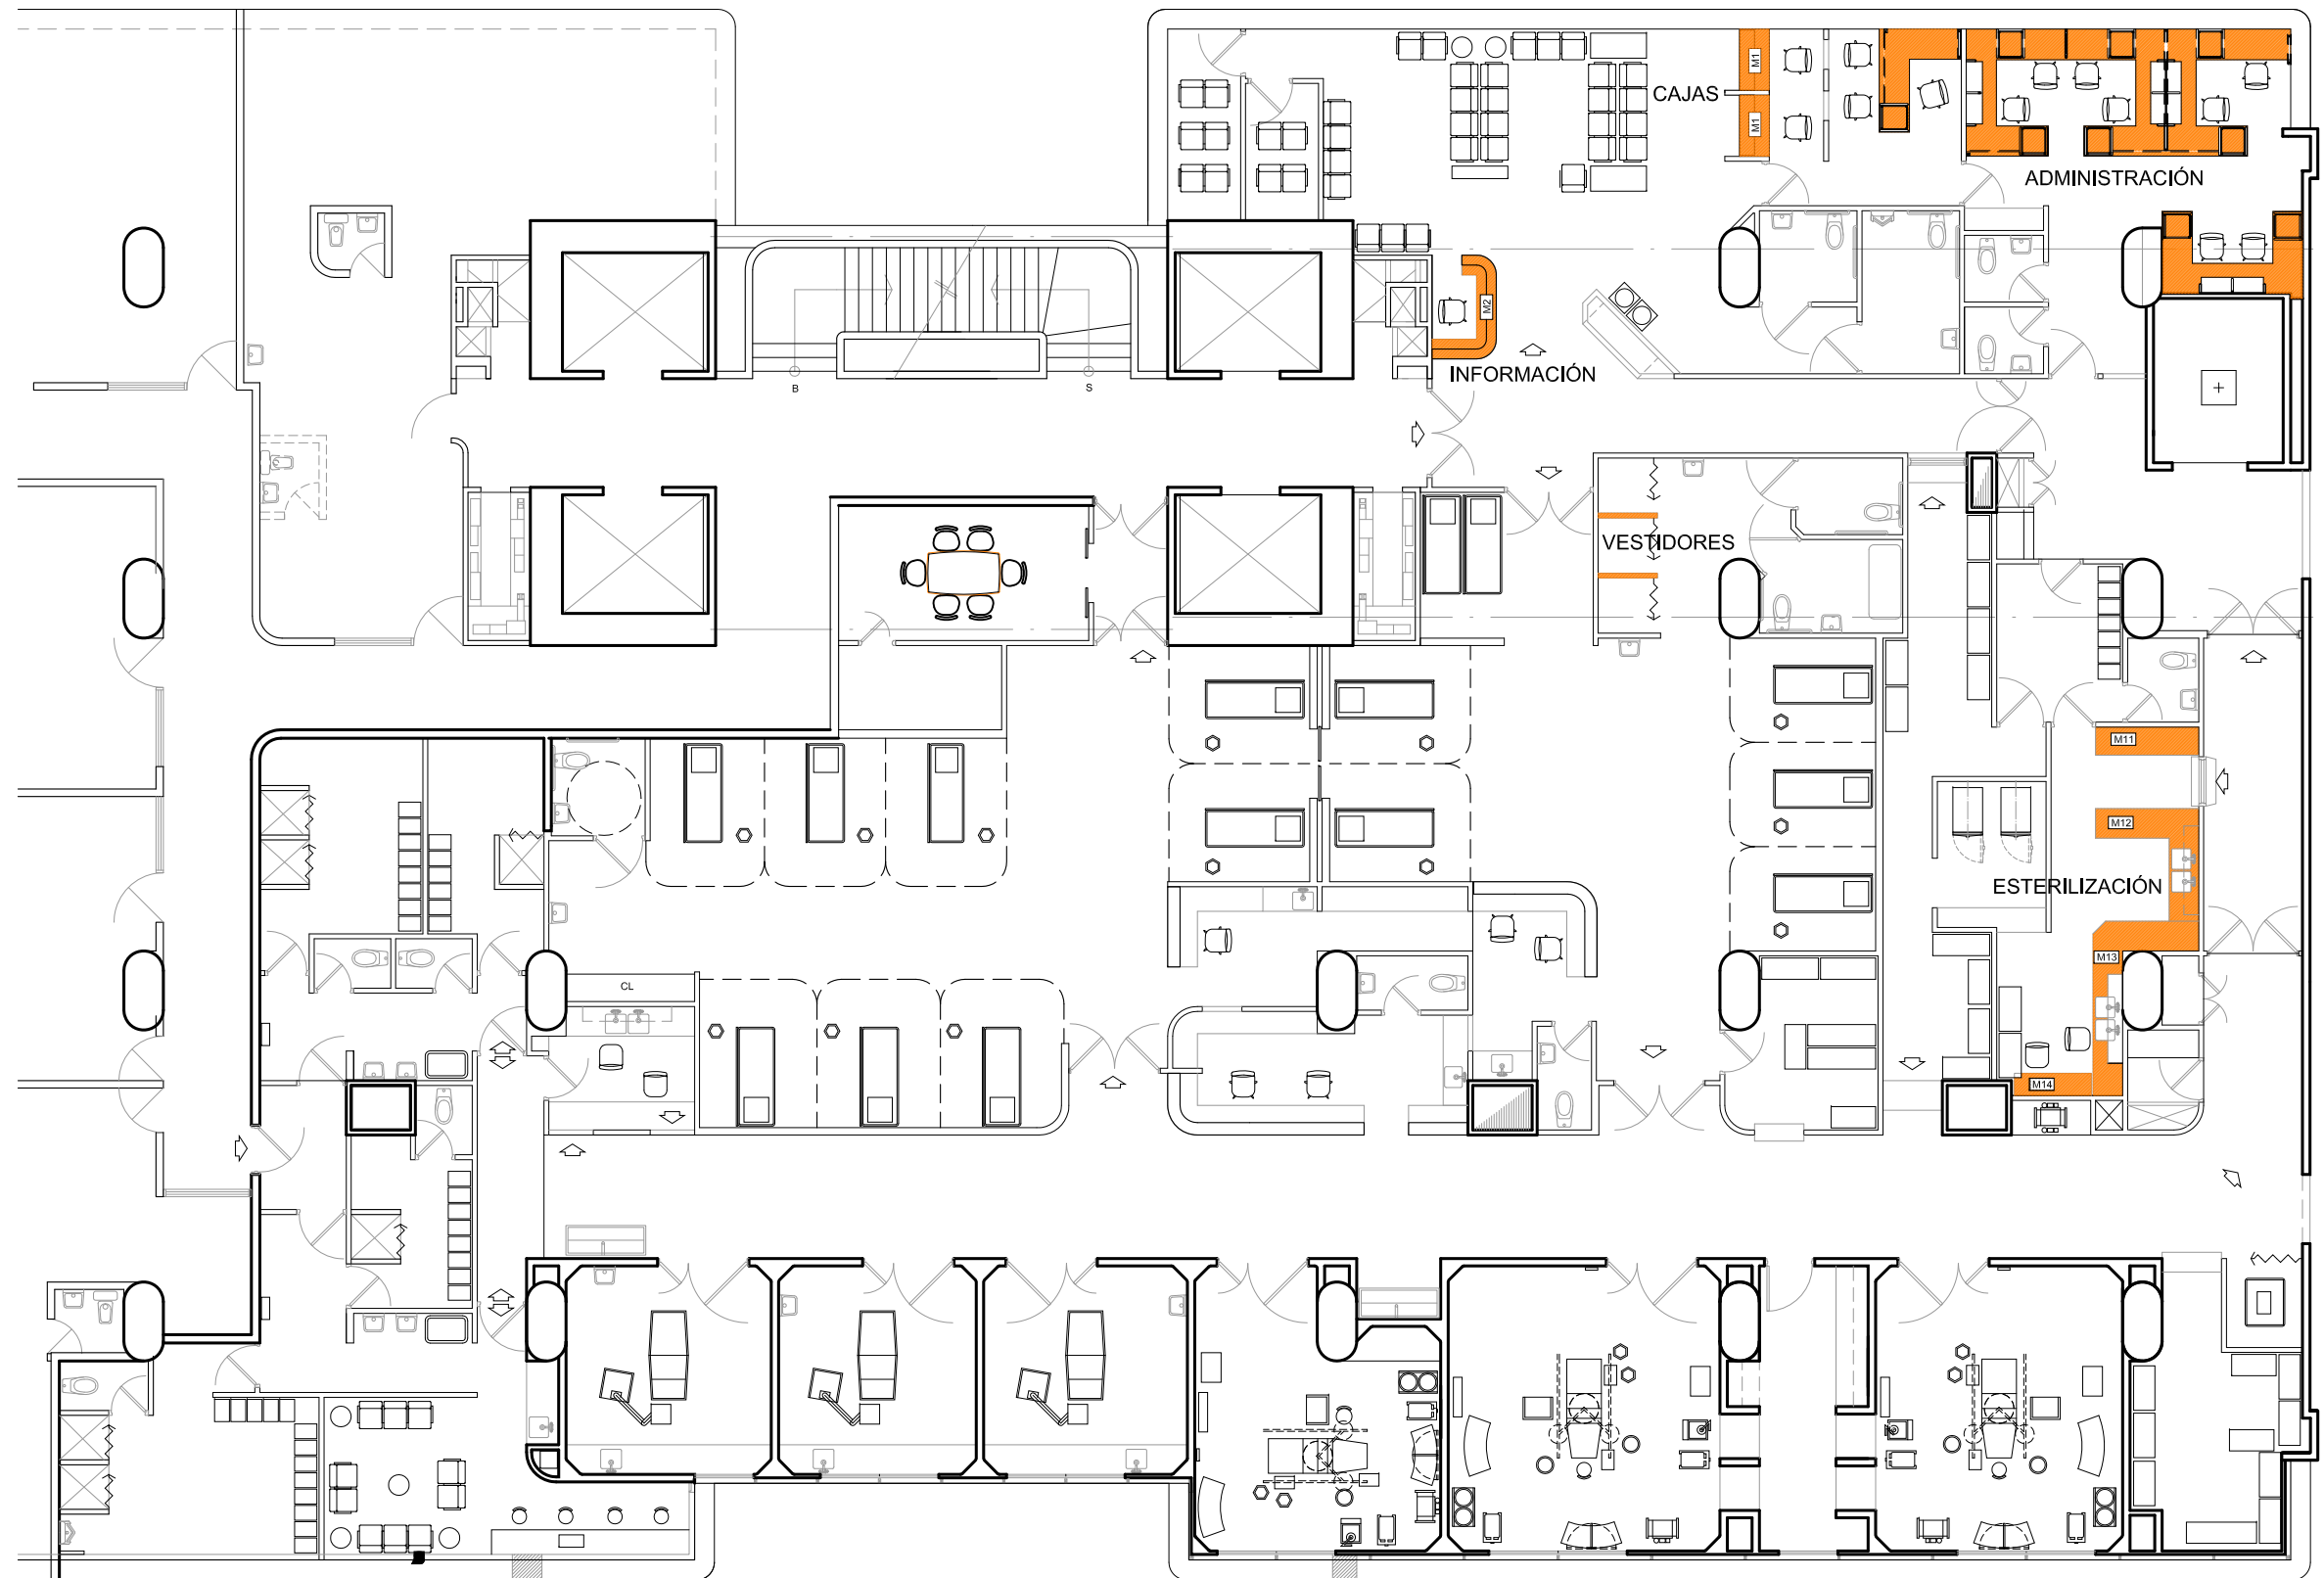 M1
CAJAS
M1
ADMINISTRACIÓN
M2
INFORMACIÓN
B
S
VESTIDORES
M11
M12
ESTERILIZACIÓN
M13
CL
M14